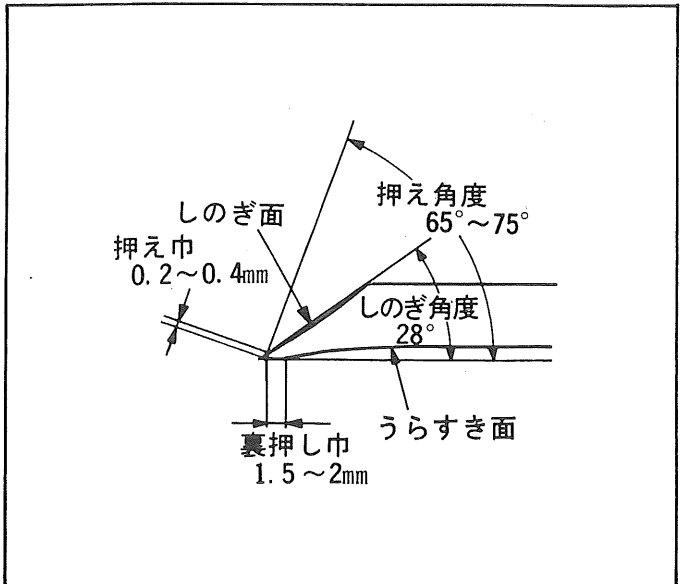 押え角度
65°～75°
しのぎ面
押え巾
0.2～0.4mm
しのぎ角度
28°
うらすき面
裏押し巾
1.5～2mm